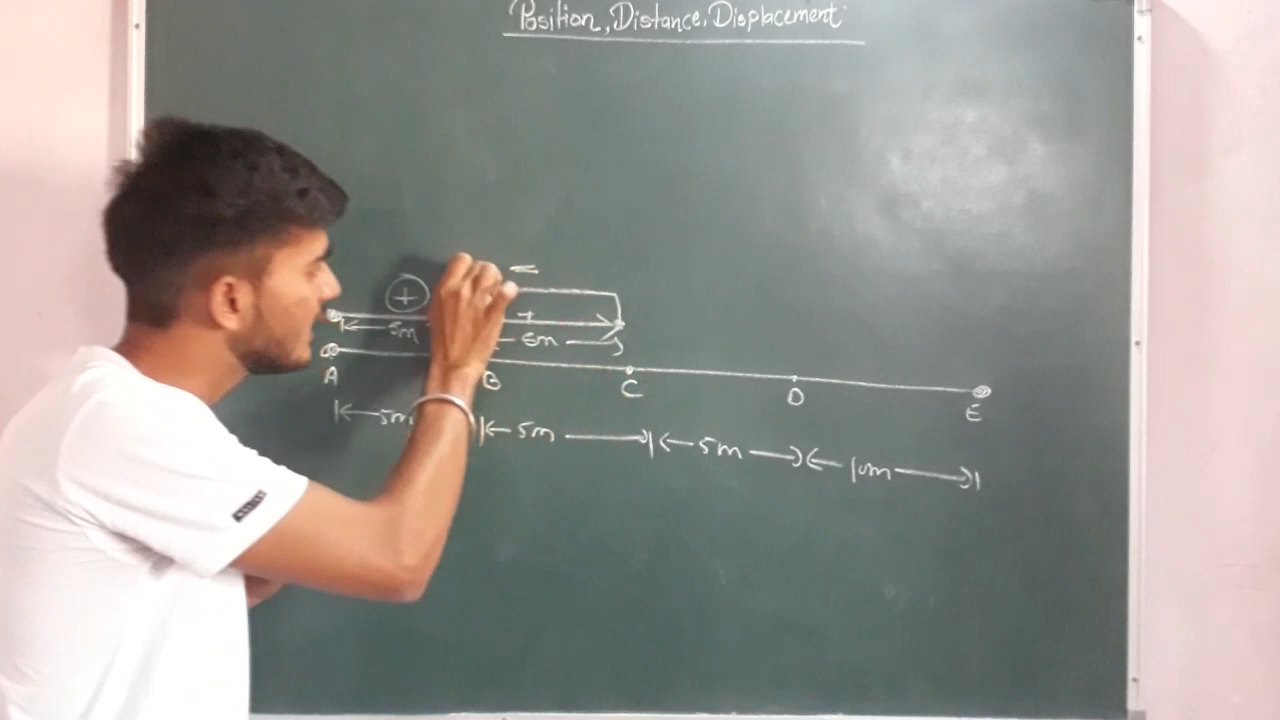 Position, Distance, Displacement
+
+
5m
5m
A B C D E
5m 5m 5m 10m